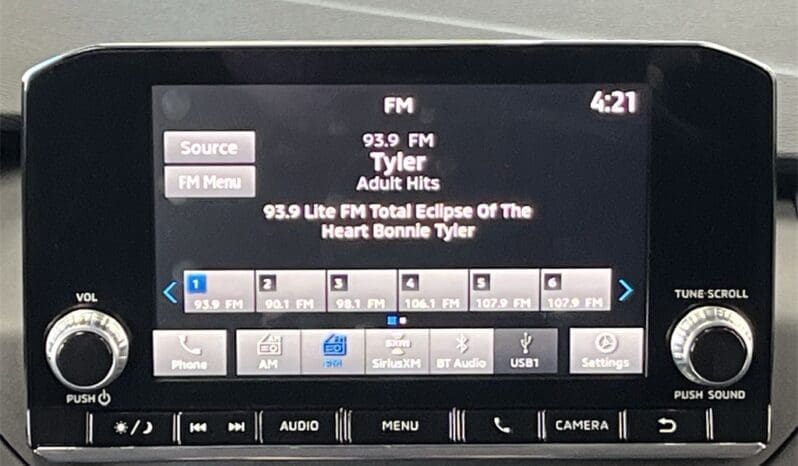 FM
4:21
Source
FM Menu
93.9 FM
Tyler
Adult Hits
93.9 Lite FM Total Eclipse Of The
Heart Bonnie Tyler
1
93.9 FM
2
90.1 FM
3
98.1 FM
4
106.1 FM
5
107.9 FM
6
107.9 FM
VOL
PUSH
TUNE·SCROLL
PUSH SOUND
Phone
AM
FM
SXM
SiriusXM
BT Audio
USB1
Settings
AUDIO
MENU
CAMERA